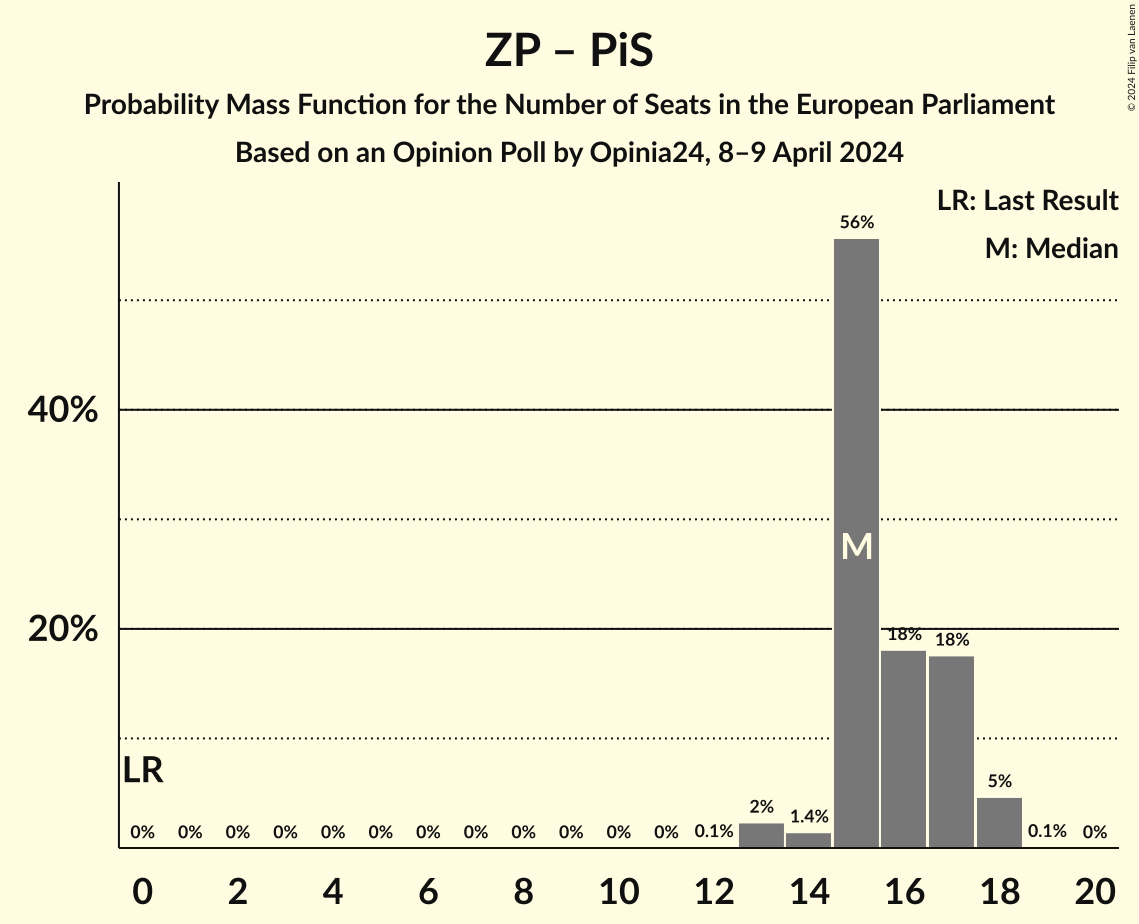 ZP – PiS
Probability Mass Function for the Number of Seats in the European Parliament
Based on an Opinion Poll by Opinia24, 8–9 April 2024
© 2024 Filip van Laenen
LR: Last Result
M: Median
56%
40%
M
20%
18%
18%
LR
5%
2%
1.4%
0% 0% 0% 0% 0% 0% 0% 0% 0% 0% 0% 0% 0.1% 0.1% 0%
0 2 4 6 8 10 12 14 16 18 20